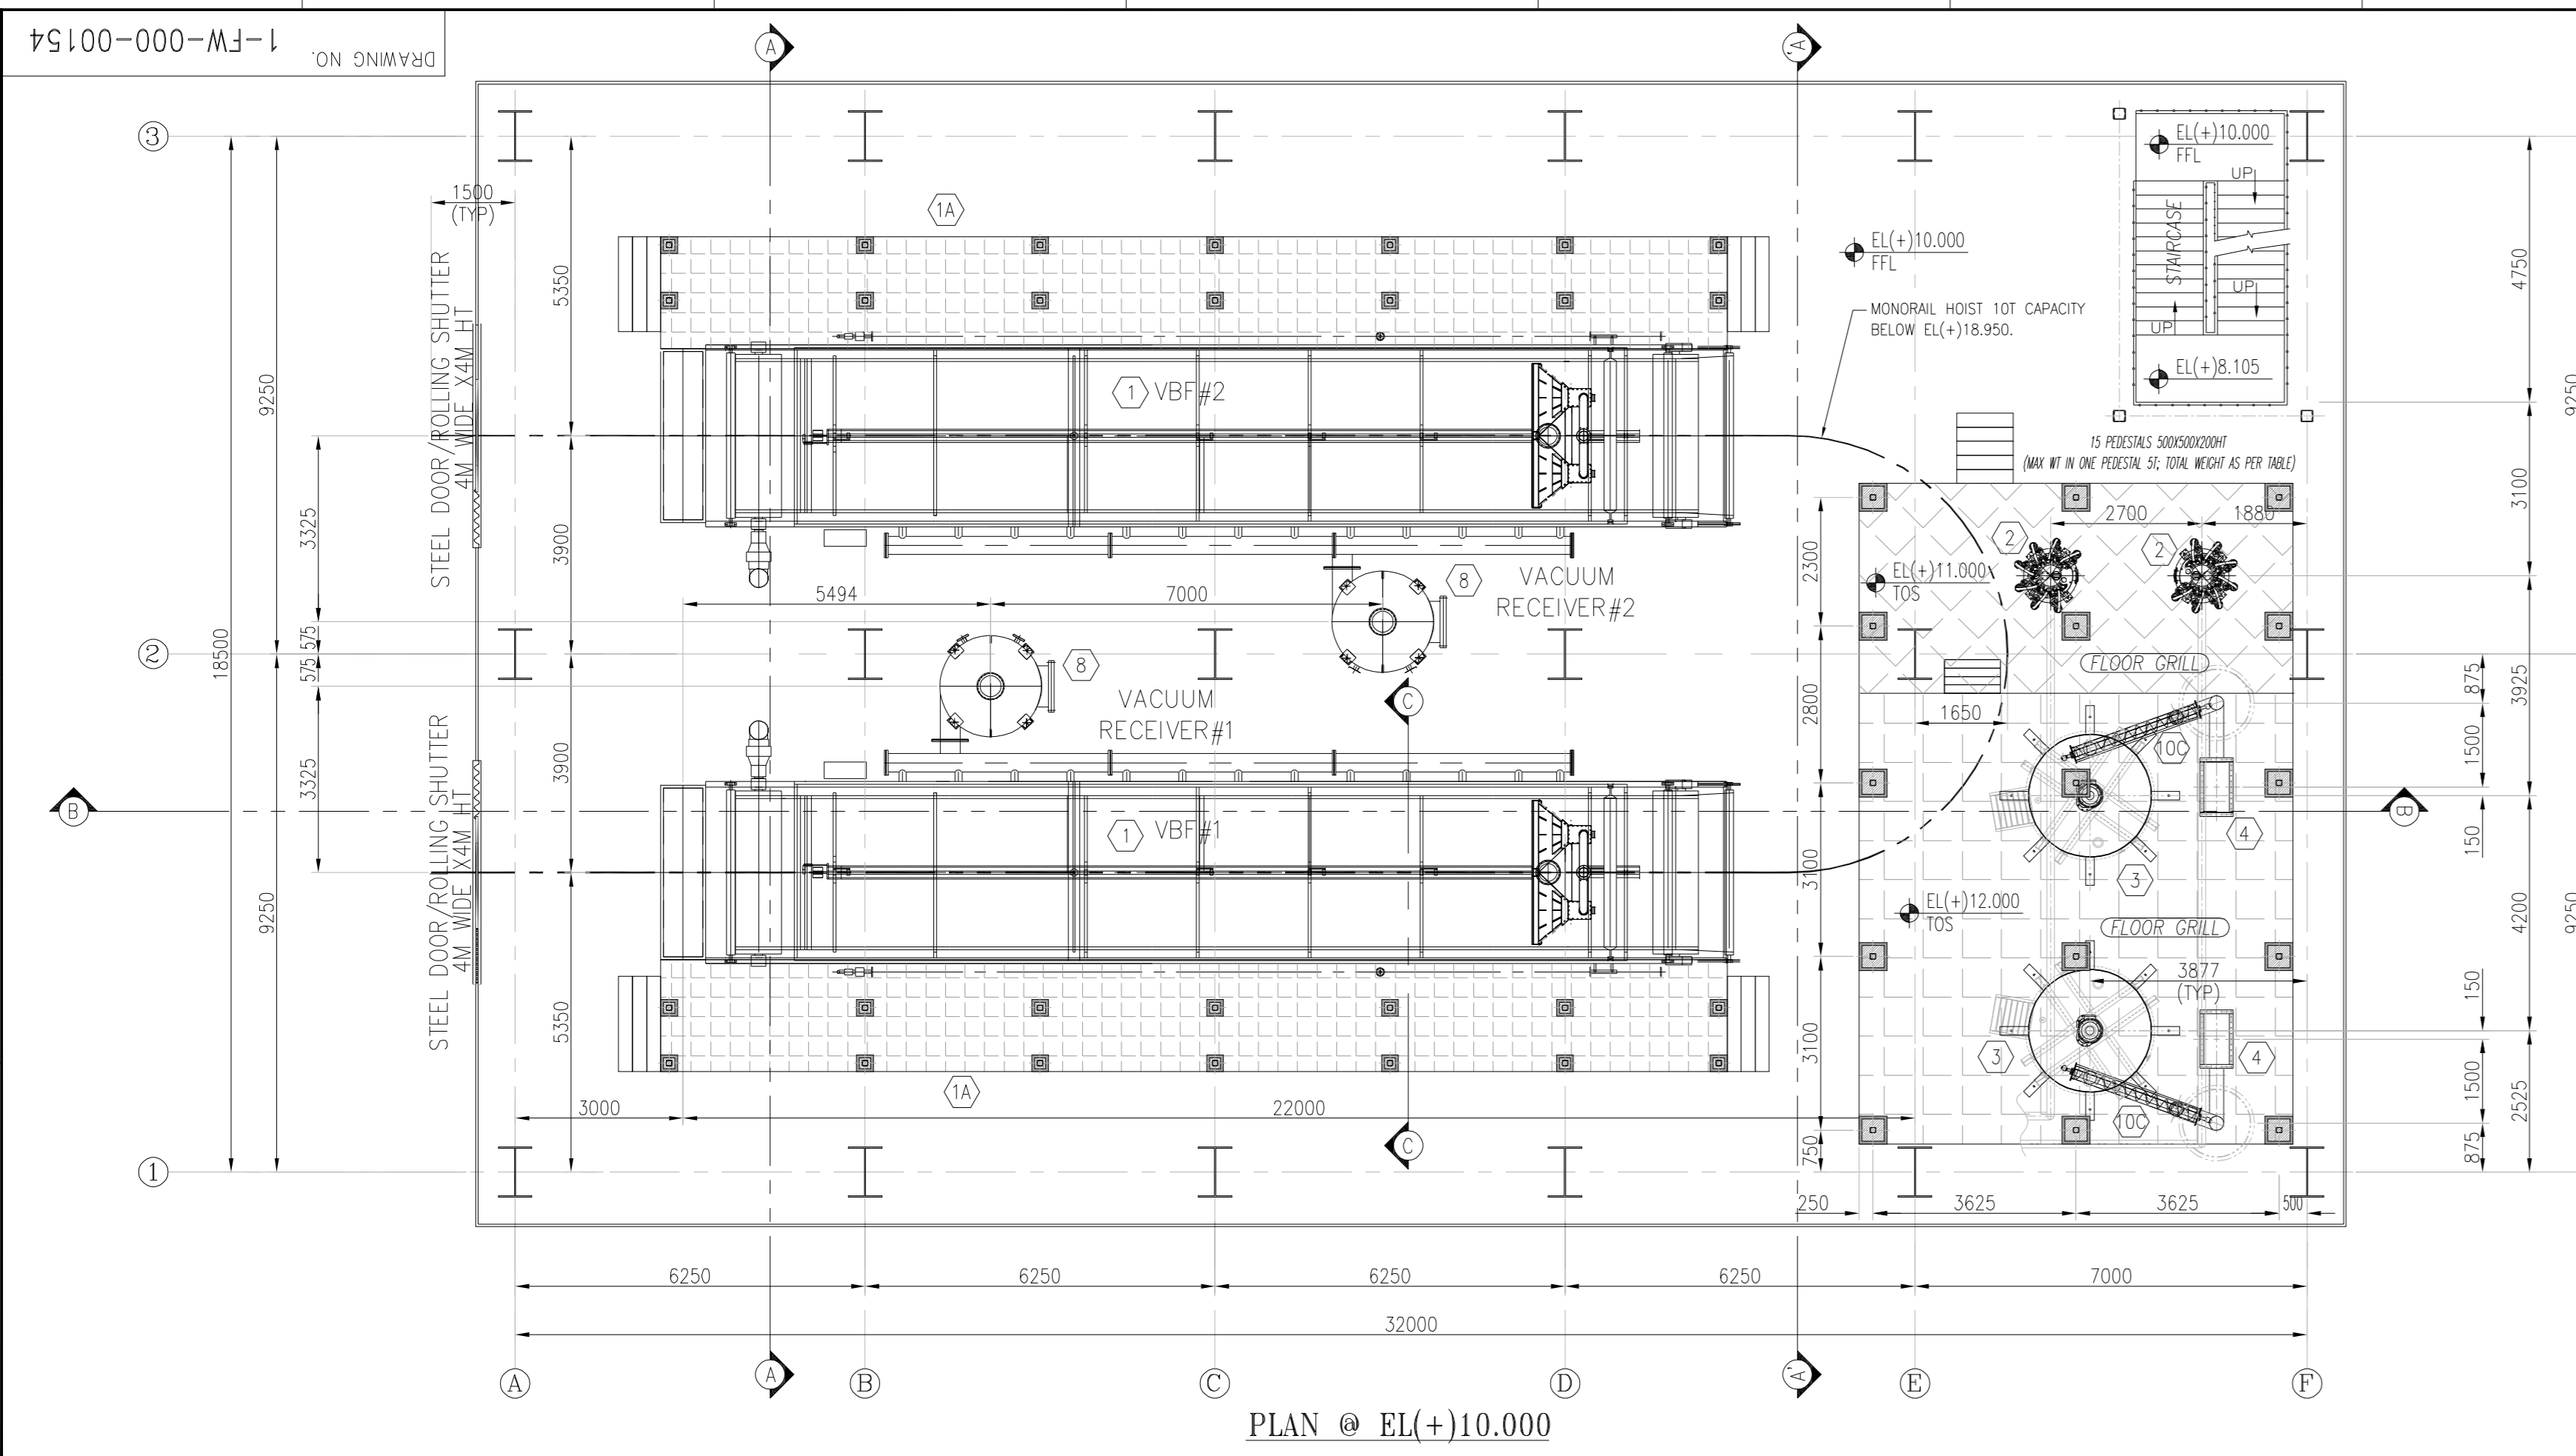 DRAWING NO. 1-FW-000-00154
A
A'
3
EL(+)10.000
FFL
UP
STAIRCASE
UP
UP
EL(+)8.105
1500
(TYP)
1A
EL(+)10.000
FFL
MONORAIL HOIST 10T CAPACITY
BELOW EL(+)18.950.
5350
4750
9250
9250
18500
STEEL DOOR/ROLLING SHUTTER
4M WIDE X4M HT
1 VBF#2
15 PEDESTALS 500X500X200HT
(MAX WT IN ONE PEDESTAL 5T; TOTAL WEIGHT AS PER TABLE)
3325
3900
3100
2700
1880
2
2
2300
EL(+)11.000
TOS
5494
7000
8
VACUUM
RECEIVER#2
575
575
2
8
VACUUM
RECEIVER#1
C
FLOOR GRILL
875
3925
2800
1650
1500
10C
3325
3900
STEEL DOOR/ROLLING SHUTTER
4M WIDE X4M HT
B
B
1 VBF#1
4
150
3100
3
EL(+)12.000
TOS
FLOOR GRILL
4200
9250
9250
3877
(TYP)
150
5350
3100
3
4
1500
2525
1A
3000
22000
C
10C
750
875
1
250
3625
3625
500
6250
6250
6250
6250
7000
32000
A
A
B
C
D
A'
E
F
PLAN @ EL(+)10.000